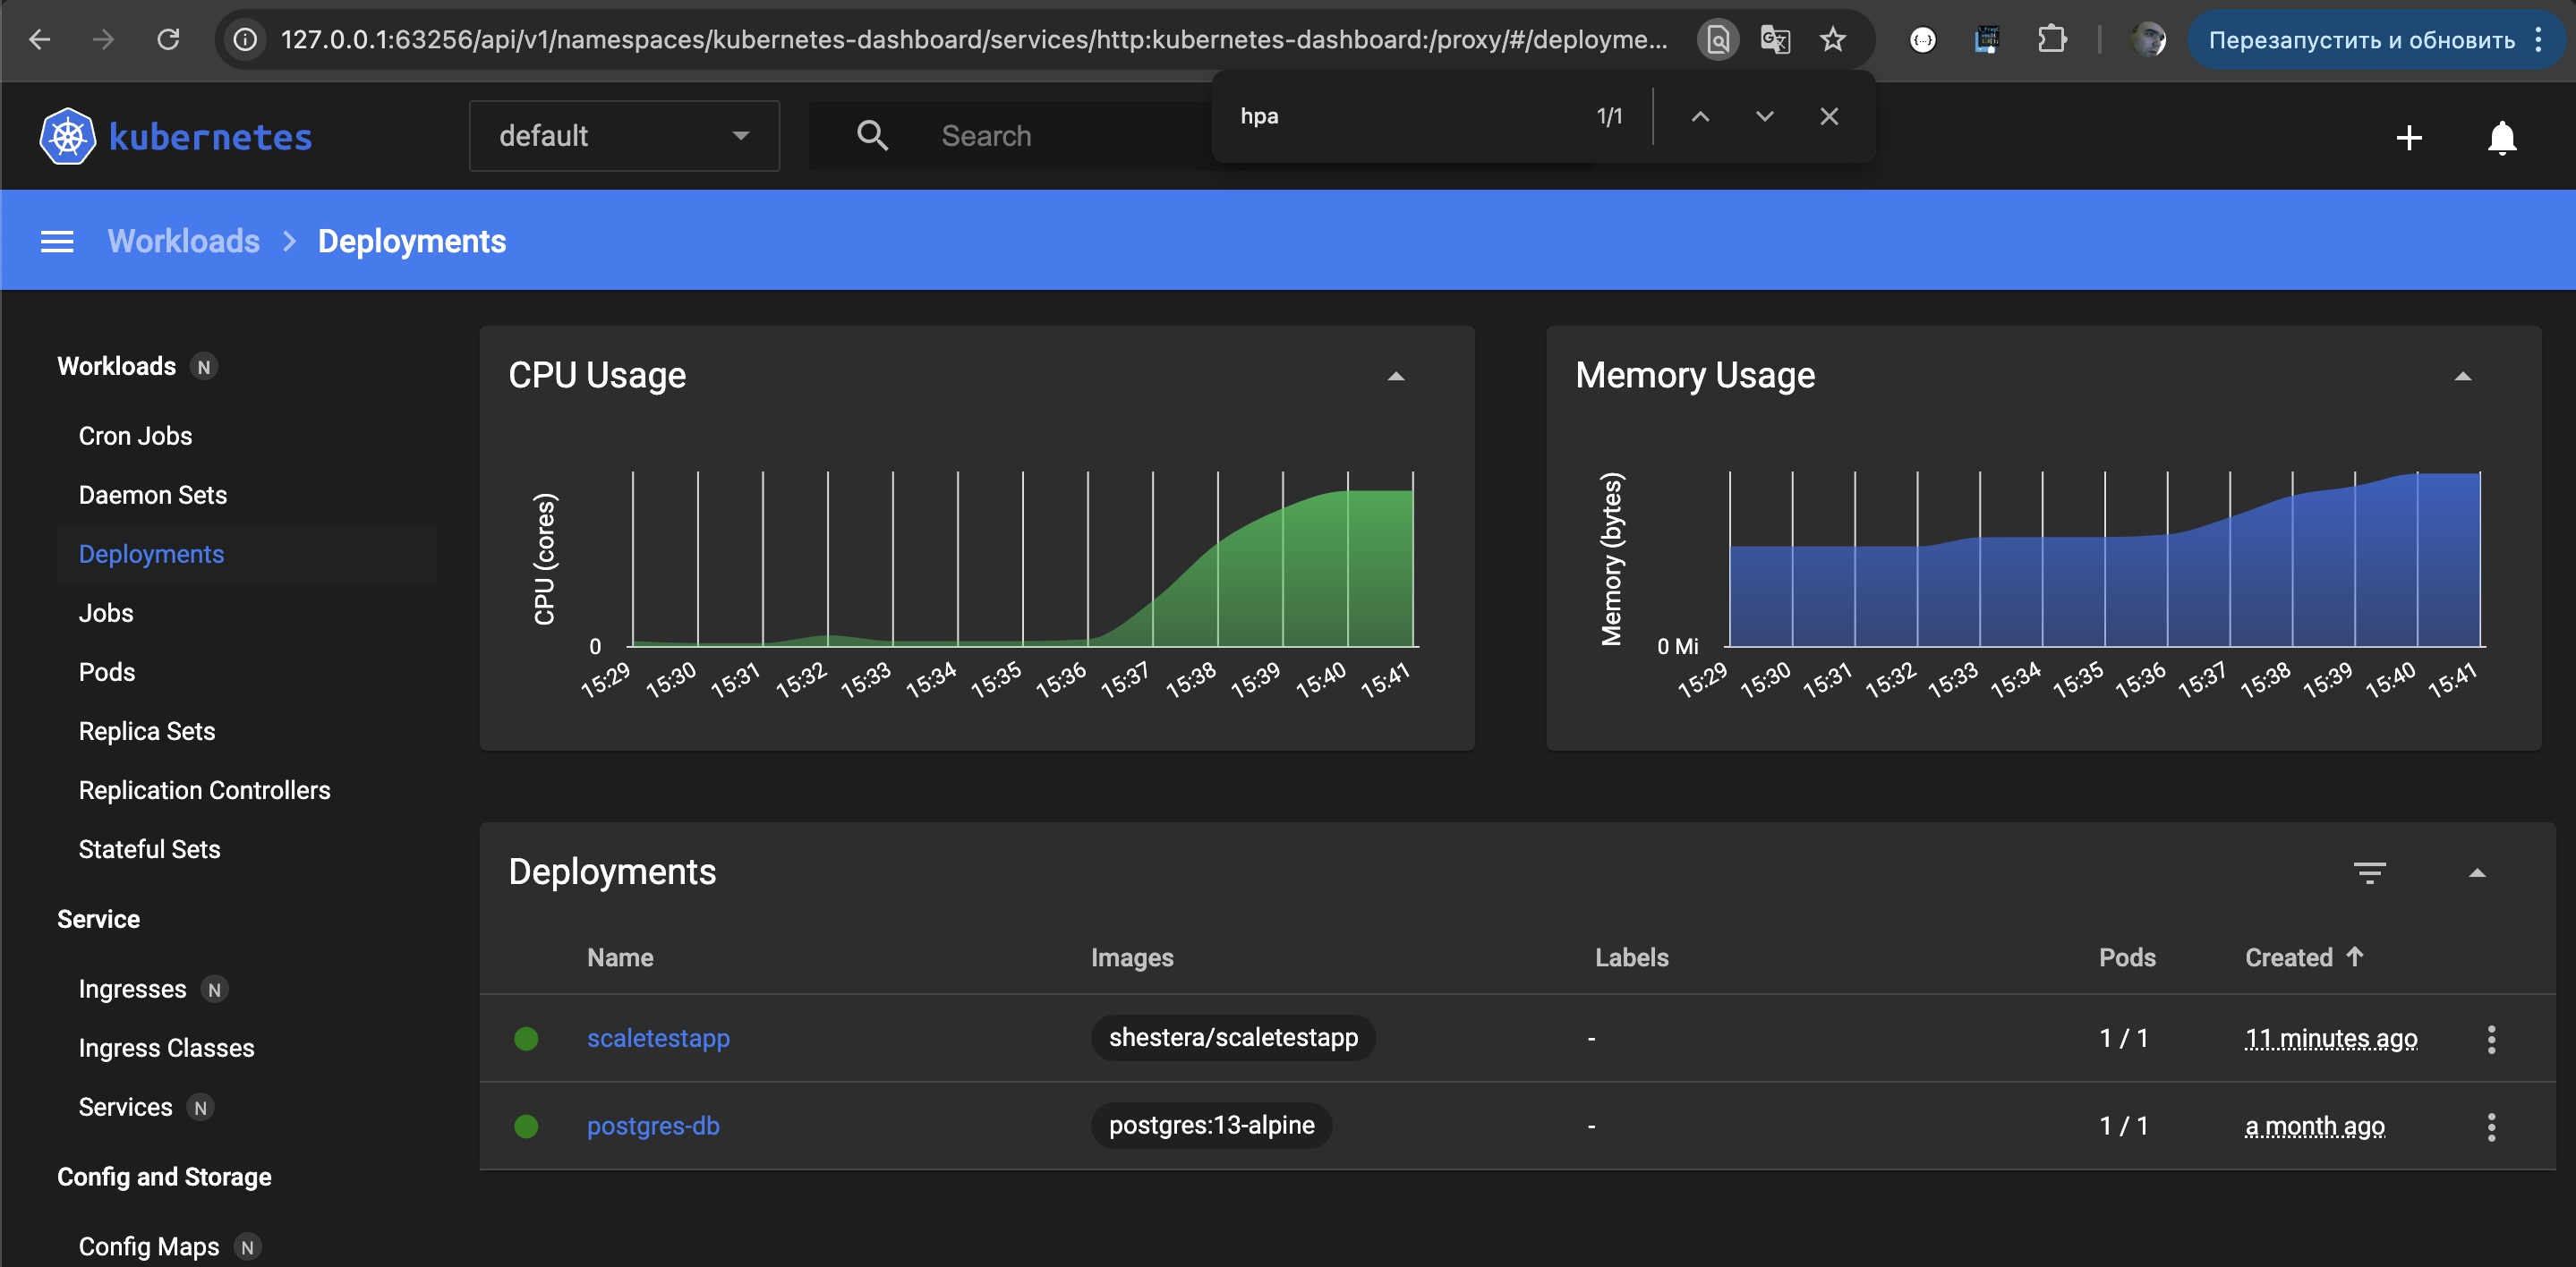 127.0.0.1:63256/api/v1/namespaces/kubernetes-dashboard/services/http:kubernetes-dashboard:/proxy/#/deployme...
Перезапустить и обновить
hpa 1/1
kubernetes
default
Search
Workloads > Deployments
Workloads N
Cron Jobs
Daemon Sets
Deployments
Jobs
Pods
Replica Sets
Replication Controllers
Stateful Sets
Service
Ingresses N
Ingress Classes
Services N
Config and Storage
Config Maps N
CPU Usage
CPU (cores)
0
15:29 15:30 15:31 15:32 15:33 15:34 15:35 15:36 15:37 15:38 15:39 15:40 15:41
Memory Usage
Memory (bytes)
0 Mi
15:29 15:30 15:31 15:32 15:33 15:34 15:35 15:36 15:37 15:38 15:39 15:40 15:41
Deployments
Name Images Labels Pods Created
scaletestapp shestera/scaletestapp - 1 / 1 11 minutes ago
postgres-db postgres:13-alpine - 1 / 1 a month ago